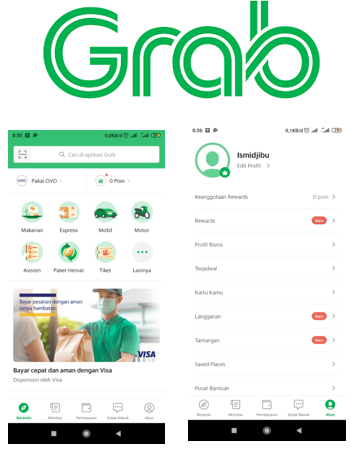 Grab
0:35
0,0KB/d
Cari di aplikasi Grab
OVO Pakai OVO >
0 Poin >
Makanan Express Mobil Motor
Asisten Paket Hemat Tiket Lainnya
Bayar pesanan dengan aman
tanpa hambatan.
VISA
Bayar cepat dan aman dengan Visa
Disponsori oleh Visa
Beranda Aktivitas Pembayaran Kotak Masuk Akun
0:36
0,1KB/d
Ismidjibu
Edit Profil >
Keanggotaan Rewards 0 poin >
Rewards Baru >
Profil Bisnis >
Terjadwal >
Kartu Kamu >
Langganan Baru >
Tantangan Baru >
Saved Places >
Pusat Bantuan >
Beranda Aktivitas Pembayaran Kotak Masuk Akun